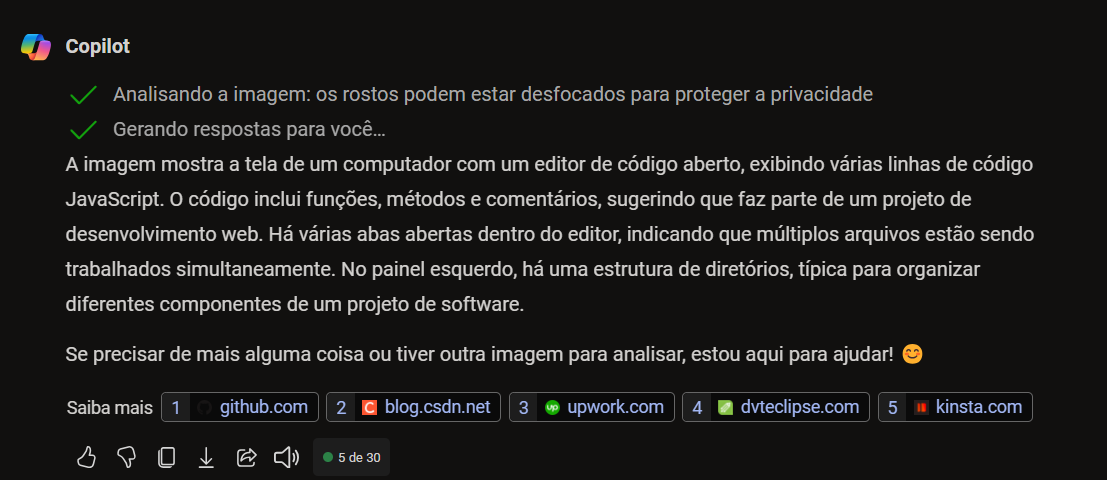 Copilot
Analisando a imagem: os rostos podem estar desfocados para proteger a privacidade
Gerando respostas para você...
A imagem mostra a tela de um computador com um editor de código aberto, exibindo várias linhas de código
JavaScript. O código inclui funções, métodos e comentários, sugerindo que faz parte de um projeto de
desenvolvimento web. Há várias abas abertas dentro do editor, indicando que múltiplos arquivos estão sendo
trabalhados simultaneamente. No painel esquerdo, há uma estrutura de diretórios, típica para organizar
diferentes componentes de um projeto de software.
Se precisar de mais alguma coisa ou tiver outra imagem para analisar, estou aqui para ajudar! 😊
Saiba mais 1 github.com 2 C blog.csdn.net 3 up upwork.com 4 dvteclipse.com 5 kinsta.com
5 de 30